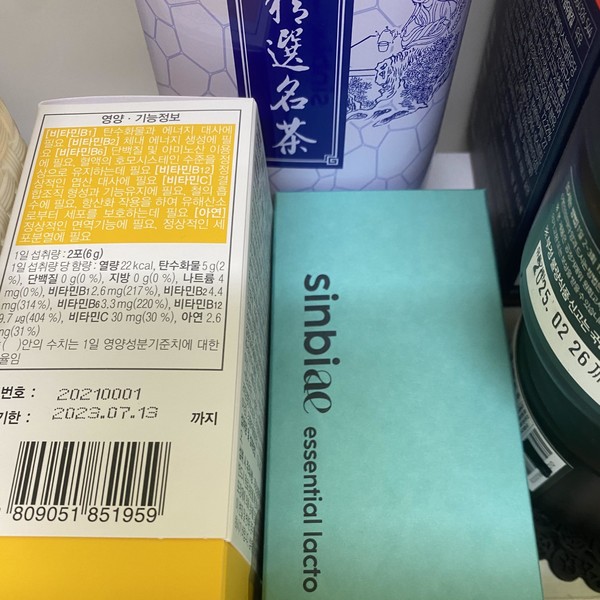 精選名茶
영양 · 기능정보
[비타민B1] 탄수화물과 에너지 대사에
필요 [비타민B2] 체내 에너지 생성에 필
요 [비타민B6] 단백질 및 아미노산 이용
에 필요, 혈액의 호모시스테인 수준을 정
상으로 유지하는데 필요 [비타민B12] 정
상적인 엽산 대사에 필요 [비타민C] 결
합조직 형성과 기능유지에 필요, 철의 흡
수에 필요, 항산화 작용을 하여 유해산소
로부터 세포를 보호하는데 필요 [아연]
정상적인 면역기능에 필요, 정상적인 세
포분열에 필요
1일 섭취량 : 2포(6 g)
1일 섭취량 당 함량 : 열량 22 kcal, 탄수화물 5 g(2
%), 단백질 0 g(0 %), 지방 0 g(0 %), 나트륨 4
mg(0%), 비타민B1 2.6 mg(217%), 비타민B2 4.4
mg(314%), 비타민B6 3.3 mg(220%), 비타민B12
9.7 μg(404 %), 비타민C 30 mg(30 %), 아연 2.6
mg(31%)
( )안의 수치는 1일 영양성분기준치에 대한
율임
번호 : 20210001
기한 : 2023.07.13 까지
809051 851959
sinbiae essential lacto
2025. 02 26 까